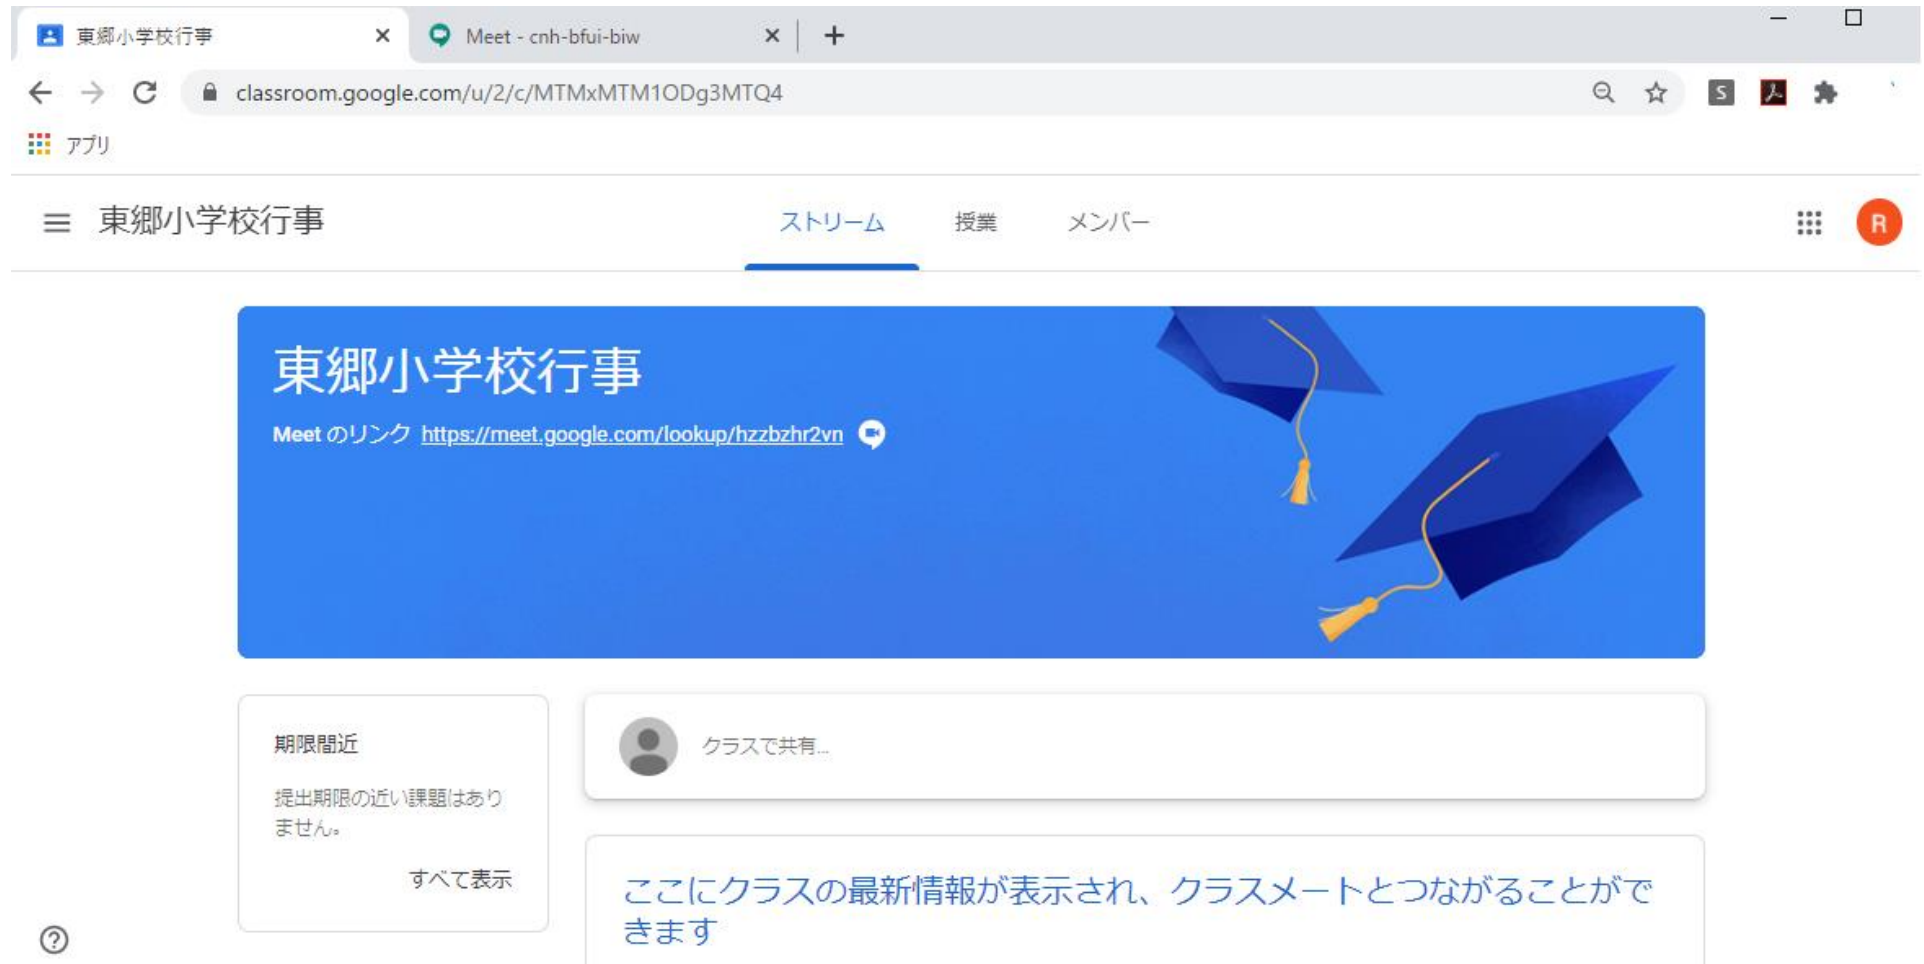 東郷小学校行事
Meet - cnh-bfui-biw
classroom.google.com/u/2/c/MTMxMTM1ODg3MTQ4
S
アプリ
東郷小学校行事
ストリーム 授業 メンバー
R
東郷小学校行事
Meet のリンク https://meet.google.com/lookup/hzzbzhr2vn
期限間近
提出期限の近い課題はあり
ません。
すべて表示
クラスで共有...
ここにクラスの最新情報が表示され、クラスメートとつながることがで
きます